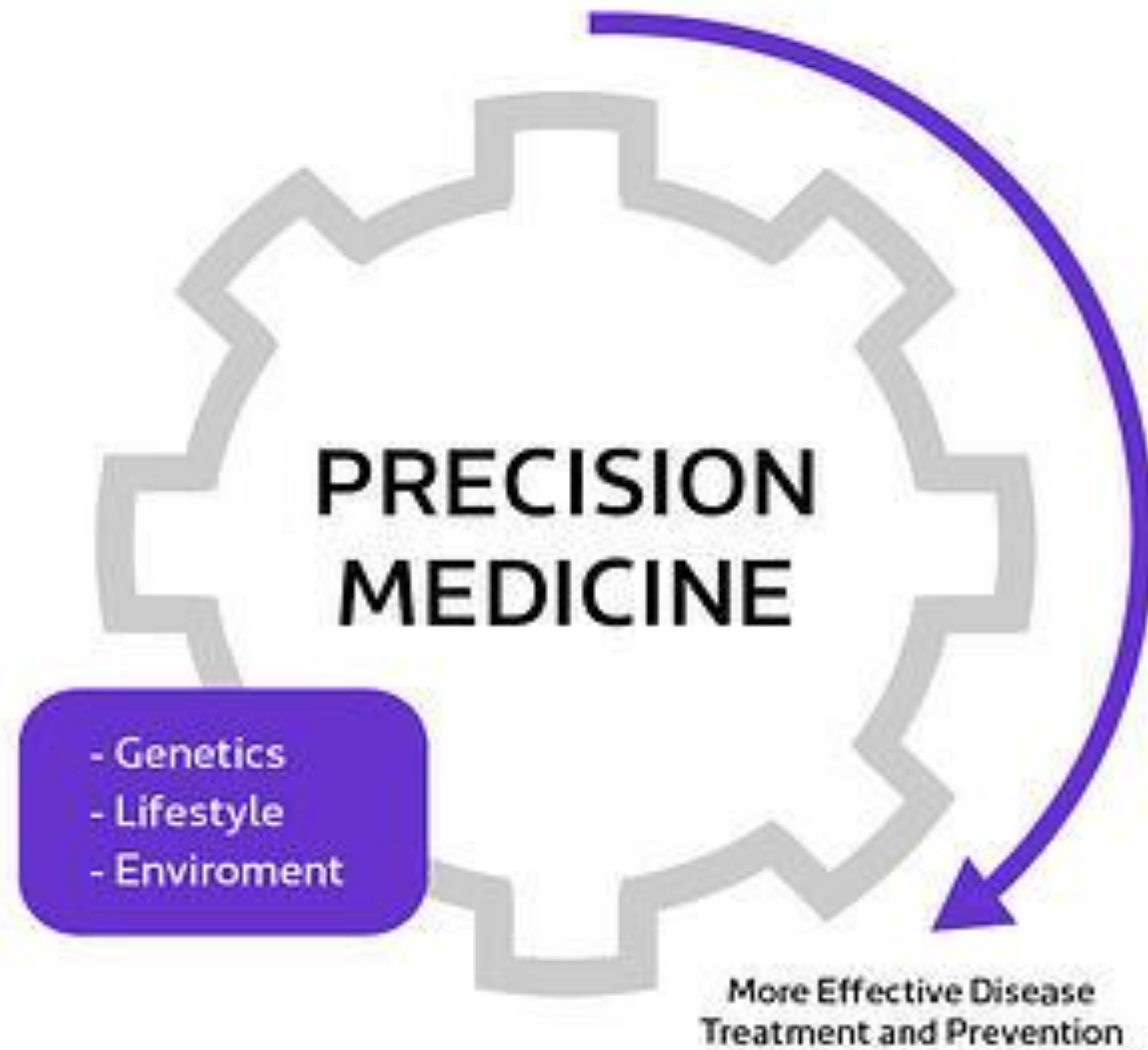 PRECISION
MEDICINE
- Genetics
- Lifestyle
- Enviroment
More Effective Disease
Treatment and Prevention